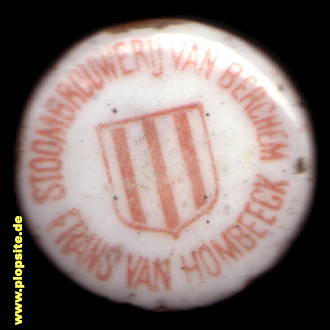 STOOMBROUWERIJ VAN BERCHEM
FRANS VAN HOMBEECK
www.plopsite.de